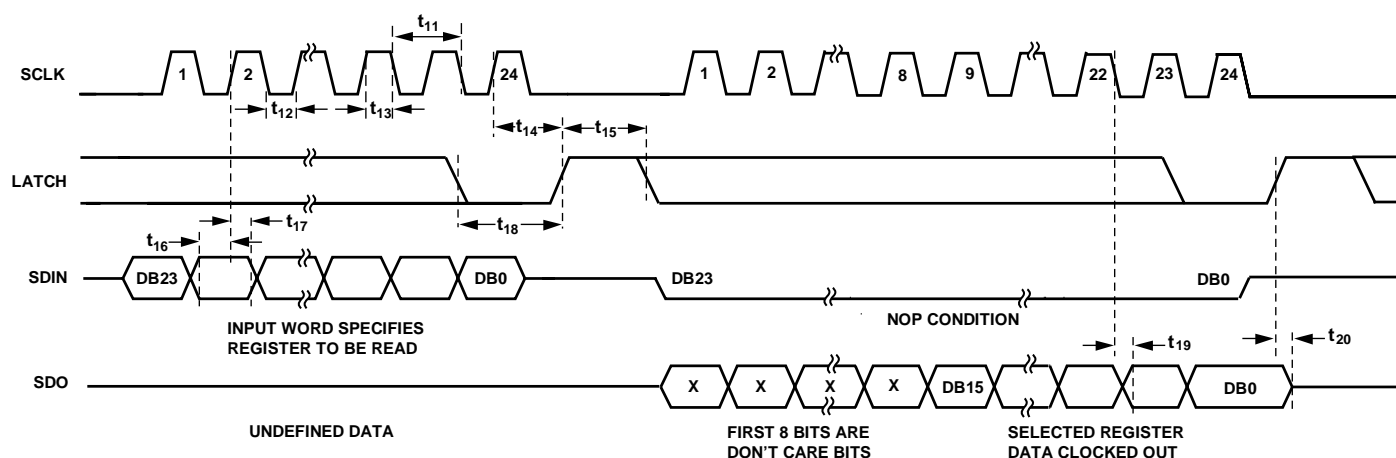 t11
SCLK 1 2 24 1 2 8 9 22 23 24
t12 t13
t14 t15
LATCH
t16 t17 t18
SDIN DB23 DB0 DB23 DB0
INPUT WORD SPECIFIES
REGISTER TO BE READ
NOP CONDITION
t19 t20
SDO X X X X DB15 DB0
UNDEFINED DATA
FIRST 8 BITS ARE
DON'T CARE BITS
SELECTED REGISTER
DATA CLOCKED OUT